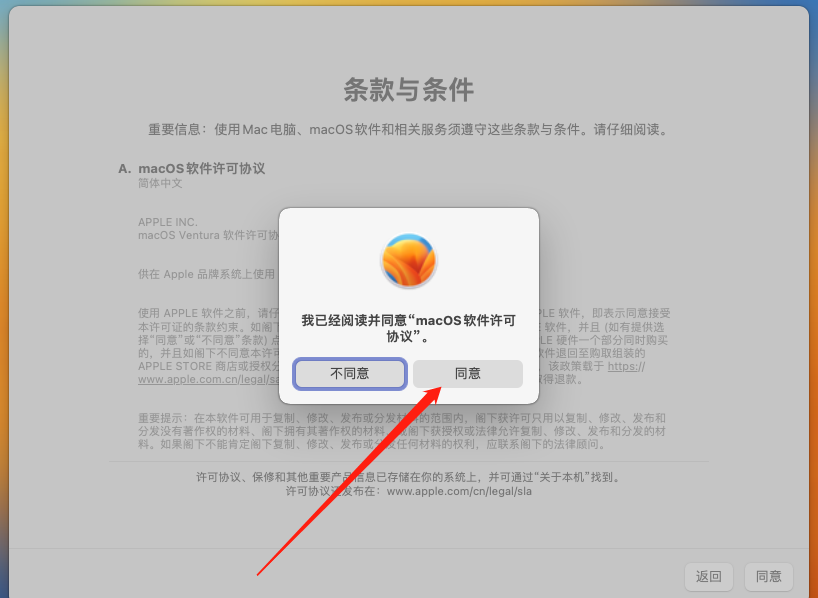 条款与条件
重要信息：使用 Mac 电脑、macOS 软件和相关服务须遵守这些条款与条件。请仔细阅读。
A. macOS 软件许可协议
简体中文
APPLE INC.
macOS Ventura 软件许可协
供在 Apple 品牌系统上使用
使用 APPLE 软件之前，请仔 PLE 软件，即表示同意接受
本许可证的条款约束。如阁下 软件，并且 (如有提供选
择“同意”或“不同意”条款) 点 PLE 硬件一个部分同时购买
的，并且如阁下不同意本许可 软件退回至购取组装的
APPLE STORE 商店或授权分 ，该政策载于 https://
www.apple.com.cn/legal/sa 得退款。
我已经阅读并同意“macOS 软件许可
协议”。
不同意 同意
重要提示：在本软件可用于复制、修改、发布或分发材料的范围内，阁下获许可只用以复制、修改、发布和
分发没有著作权的材料、阁下拥有其著作权的材料，或阁下获授权或法律允许复制、修改、发布和分发的材
料。如果阁下不能肯定阁下复制、修改、发布或分发任何材料的权利，应联系阁下的法律顾问。
许可协议、保修和其他重要产品信息已存储在你的系统上，并可通过“关于本机”找到。
许可协议还发布在：www.apple.com/cn/legal/sla
返回 同意